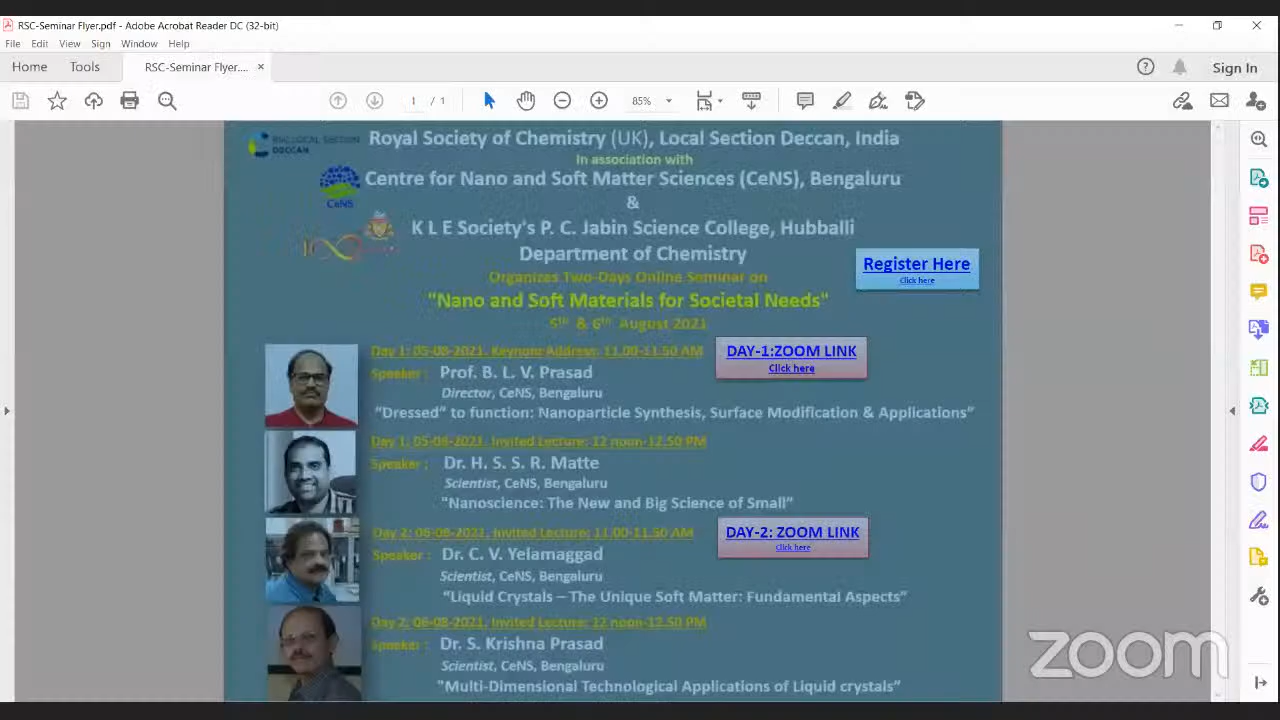 RSC-Seminar Flyer.pdf - Adobe Acrobat Reader DC (32-bit)
File Edit View Sign Window Help
Home Tools RSC-Seminar Flyer.... × Sign In
1 / 1 85%
RSC LOCAL SECTION
DECCAN
Royal Society of Chemistry (UK), Local Section Deccan, India
In association with
CeNS
Centre for Nano and Soft Matter Sciences (CeNS), Bengaluru
&
K L E Society's P. C. Jabin Science College, Hubballi
Department of Chemistry
Register Here
Click here
Organizes Two-Days Online Seminar on
"Nano and Soft Materials for Societal Needs"
5th & 6th August 2021
Day 1: 05-08-2021, Keynote Address: 11.00-11.50 AM
DAY-1:ZOOM LINK
Click here
Speaker : Prof. B. L. V. Prasad
Director, CeNS, Bengaluru
“Dressed” to function: Nanoparticle Synthesis, Surface Modification & Applications”
Day 1: 05-08-2021, Invited Lecture: 12 noon-12.50 PM
Speaker : Dr. H. S. S. R. Matte
Scientist, CeNS, Bengaluru
"Nanoscience: The New and Big Science of Small”
Day 2: 06-08-2021, Invited Lecture: 11.00-11.50 AM
DAY-2: ZOOM LINK
Click here
Speaker : Dr. C. V. Yelamaggad
Scientist, CeNS, Bengaluru
“Liquid Crystals – The Unique Soft Matter: Fundamental Aspects”
Day 2: 06-08-2021, Invited Lecture: 12 noon-12.50 PM
Speaker : Dr. S. Krishna Prasad
Scientist, CeNS, Bengaluru
"Multi-Dimensional Technological Applications of Liquid crystals”
zoom